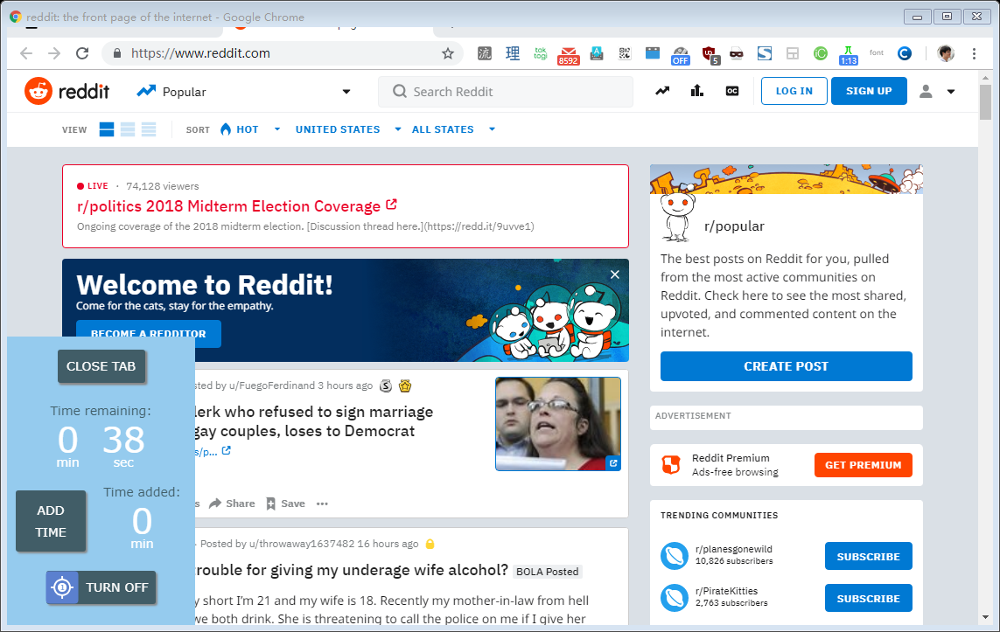 reddit: the front page of the internet - Google Chrome
https://www.reddit.com
流
理
tok
togl
8592
OFF
5
1:13
font
reddit
Popular
Search Reddit
LOG IN
SIGN UP
VIEW
SORT
HOT
UNITED STATES
ALL STATES
LIVE · 74,128 viewers
r/politics 2018 Midterm Election Coverage
Ongoing coverage of the 2018 midterm election. [Discussion thread here.](https://redd.it/9uvve1)
Welcome to Reddit!
Come for the cats, stay for the empathy.
BECOME A REDDITOR
r/popular
The best posts on Reddit for you, pulled
from the most active communities on
Reddit. Check here to see the most shared,
upvoted, and commented content on the
internet.
CREATE POST
ADVERTISEMENT
Reddit Premium
Ads-free browsing
GET PREMIUM
TRENDING COMMUNITIES
r/planesgonewild
10,826 subscribers
SUBSCRIBE
r/PirateKitties
2,763 subscribers
SUBSCRIBE
CLOSE TAB
Time remaining:
0 38
min sec
ADD
TIME
Time added:
0
min
TURN OFF
sted by u/FuegoFerdinand 3 hours ago
lerk who refused to sign marriage
gay couples, loses to Democrat
s/p...
s Share Save ...
· Posted by u/throwaway1637482 16 hours ago
rouble for giving my underage wife alcohol? BOLA Posted
y short I'm 21 and my wife is 18. Recently my mother-in-law from hell
we both drink. She is threatening to call the police on me if I give her